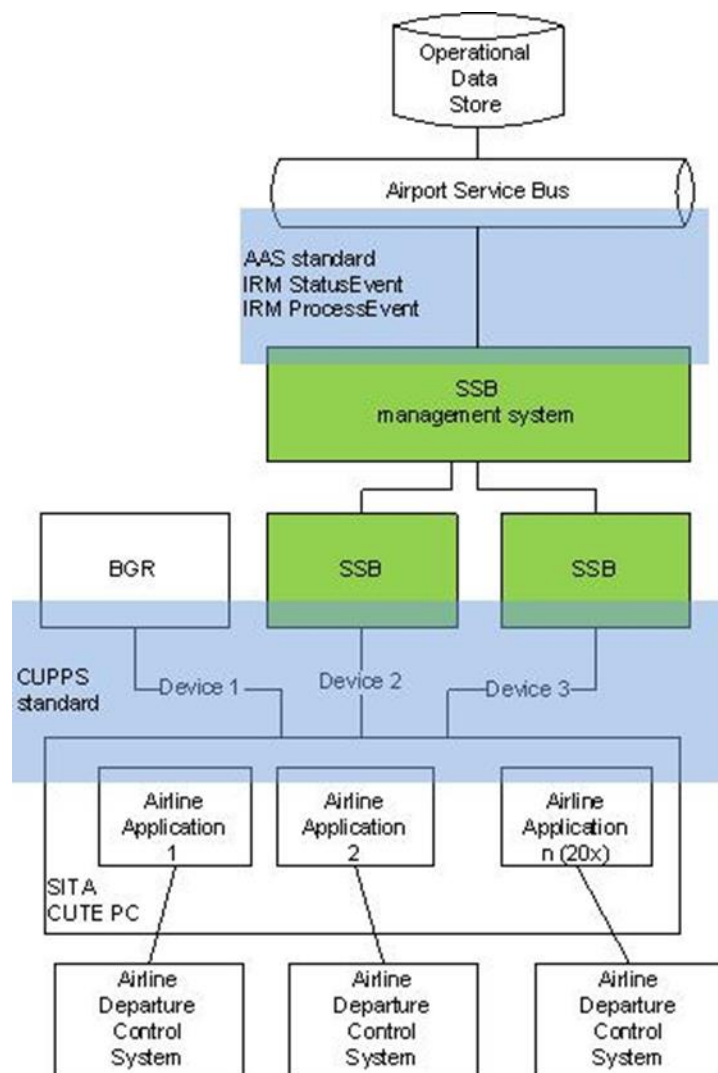 Operational
Data
Store
Airport Service Bus
AAS standard
IRM StatusEvent
IRM ProcessEvent
SSB
management system
BGR
SSB
SSB
CUPPS
standard
Device 1
Device 2
Device 3
Airline
Application
1
Airline
Application
2
Airline
Application
n (20x)
SITA
CUTE PC
Airline
Departure
Control
System
Airline
Departure
Control
System
Airline
Departure
Control
System